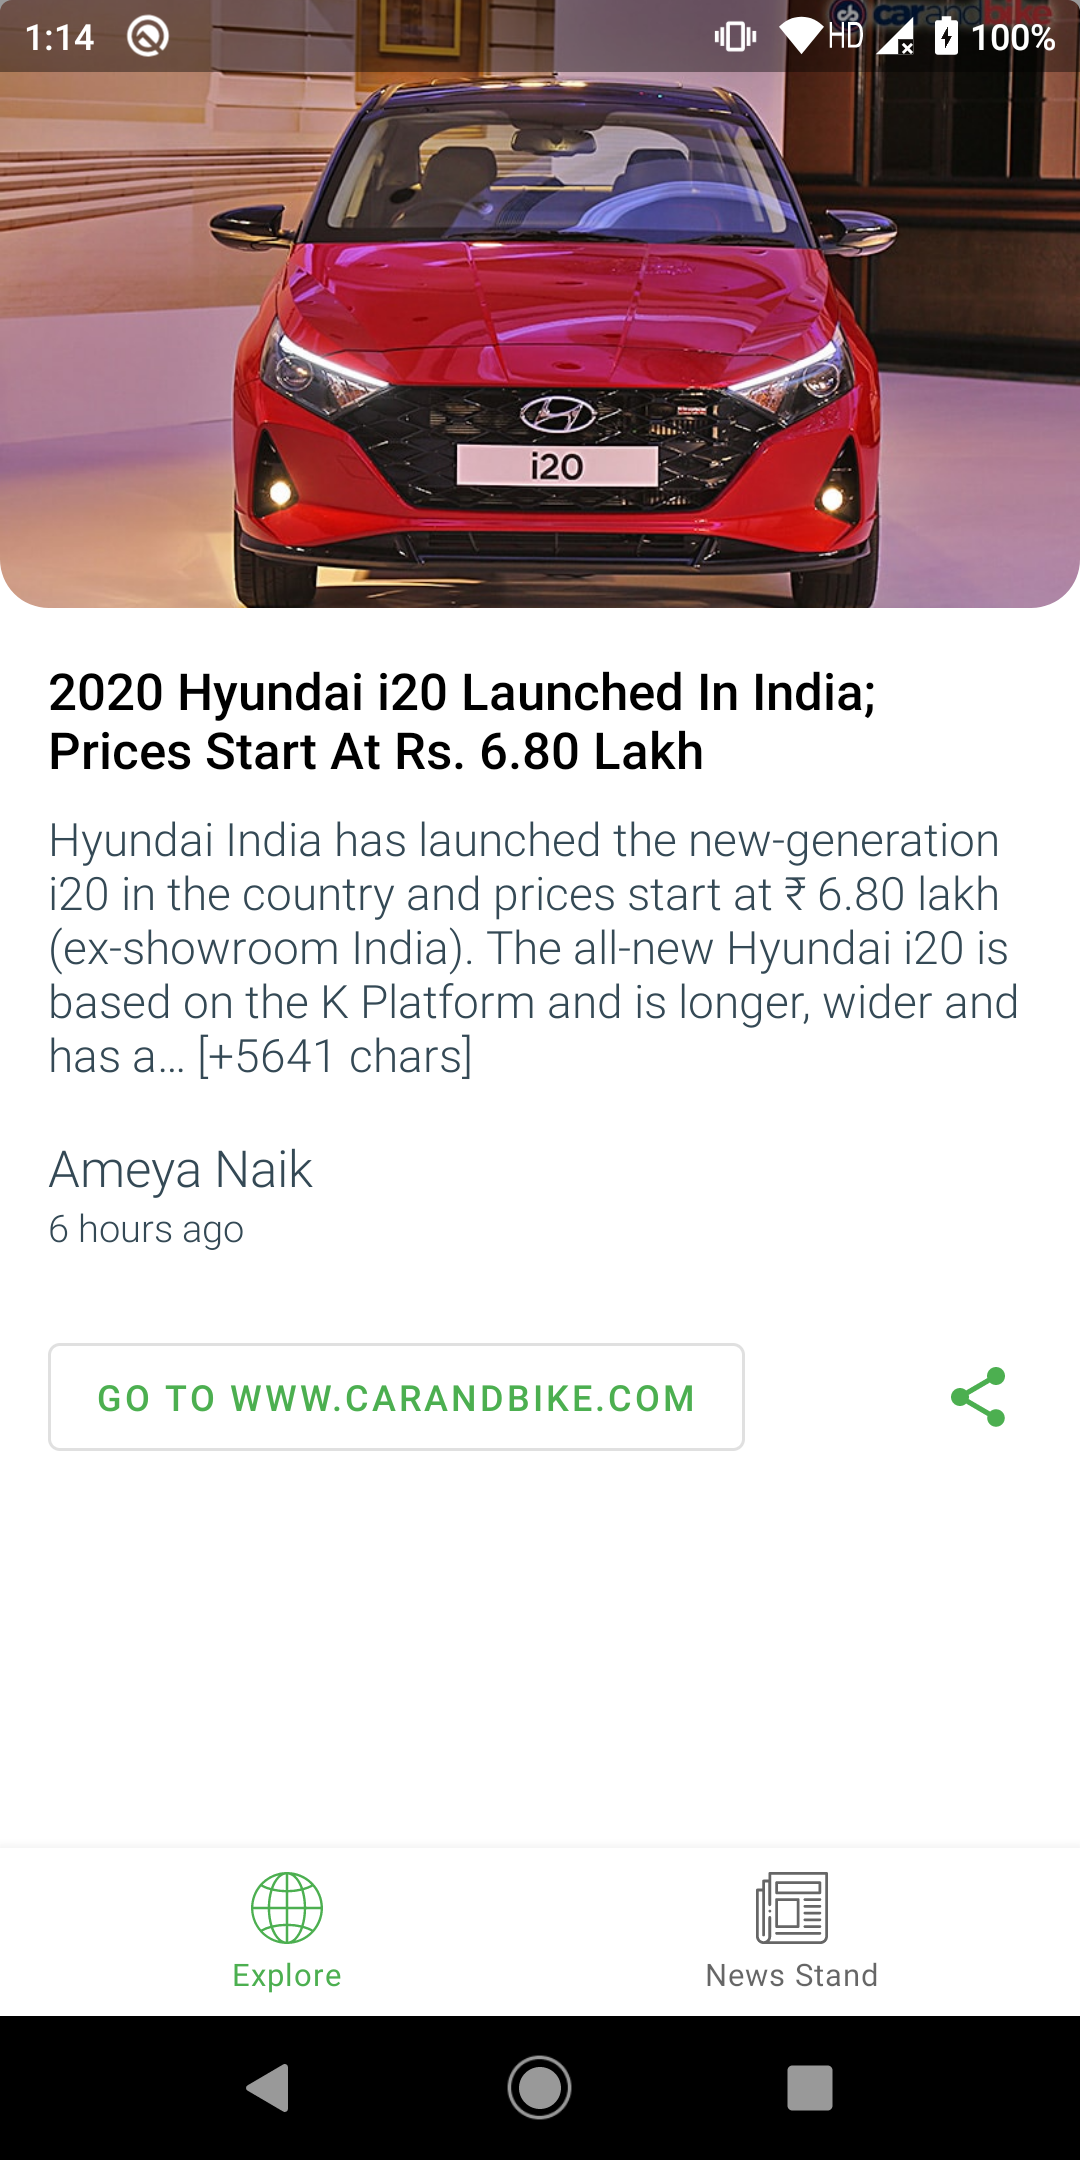 1:14
HD
100%
carandbike
i20
2020 Hyundai i20 Launched In India;
Prices Start At Rs. 6.80 Lakh
Hyundai India has launched the new-generation
i20 in the country and prices start at ₹ 6.80 lakh
(ex-showroom India). The all-new Hyundai i20 is
based on the K Platform and is longer, wider and
has a… [+5641 chars]
Ameya Naik
6 hours ago
GO TO WWW.CARANDBIKE.COM
Explore
News Stand